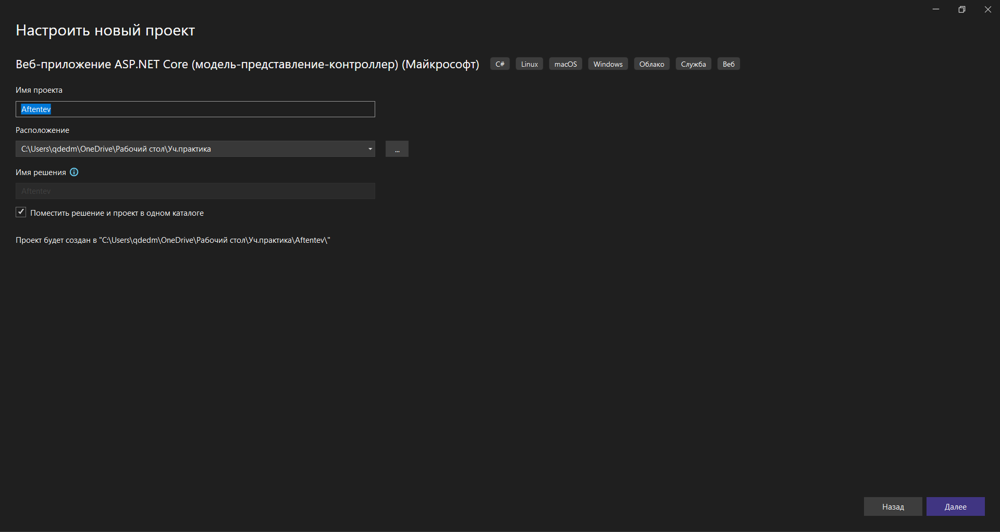 Настроить новый проект
Веб-приложение ASP.NET Core (модель-представление-контроллер) (Майкрософт) C# Linux macOS Windows Облако Служба Веб
Имя проекта
Aftentev
Расположение
C:\Users\qdedm\OneDrive\Рабочий стол\Уч.практика
...
Имя решения
Aftentev
Поместить решение и проект в одном каталоге
Проект будет создан в "C:\Users\qdedm\OneDrive\Рабочий стол\Уч.практика\Aftentev\"
Назад Далее